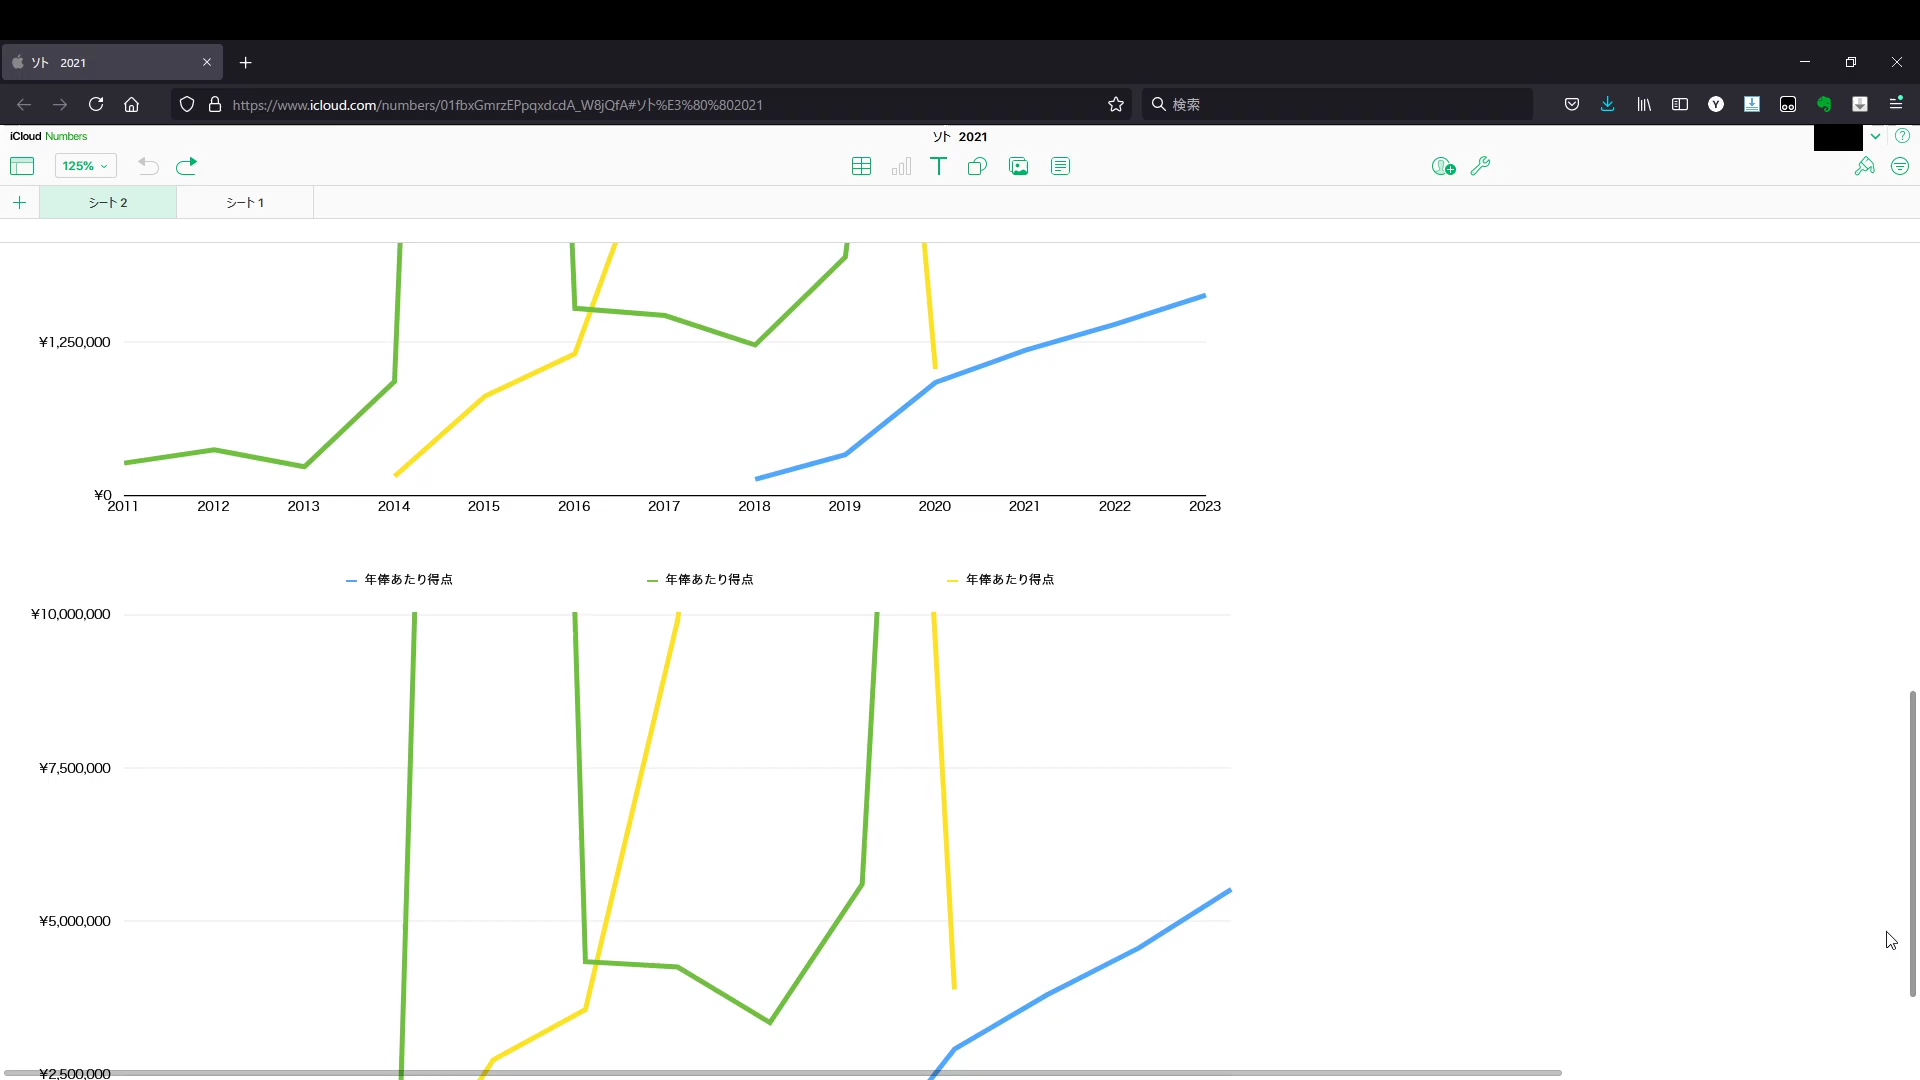 ソト 2021
https://www.icloud.com/numbers/01fbxGmrzEPpqxdcdA_W8jQfA#ソト%E3%80%802021
検索
iCloud Numbers
ソト 2021
125%
シート 2
シート 1
¥1,250,000
¥0
2011 2012 2013 2014 2015 2016 2017 2018 2019 2020 2021 2022 2023
年俸あたり得点 年俸あたり得点 年俸あたり得点
¥10,000,000
¥7,500,000
¥5,000,000
¥2,500,000